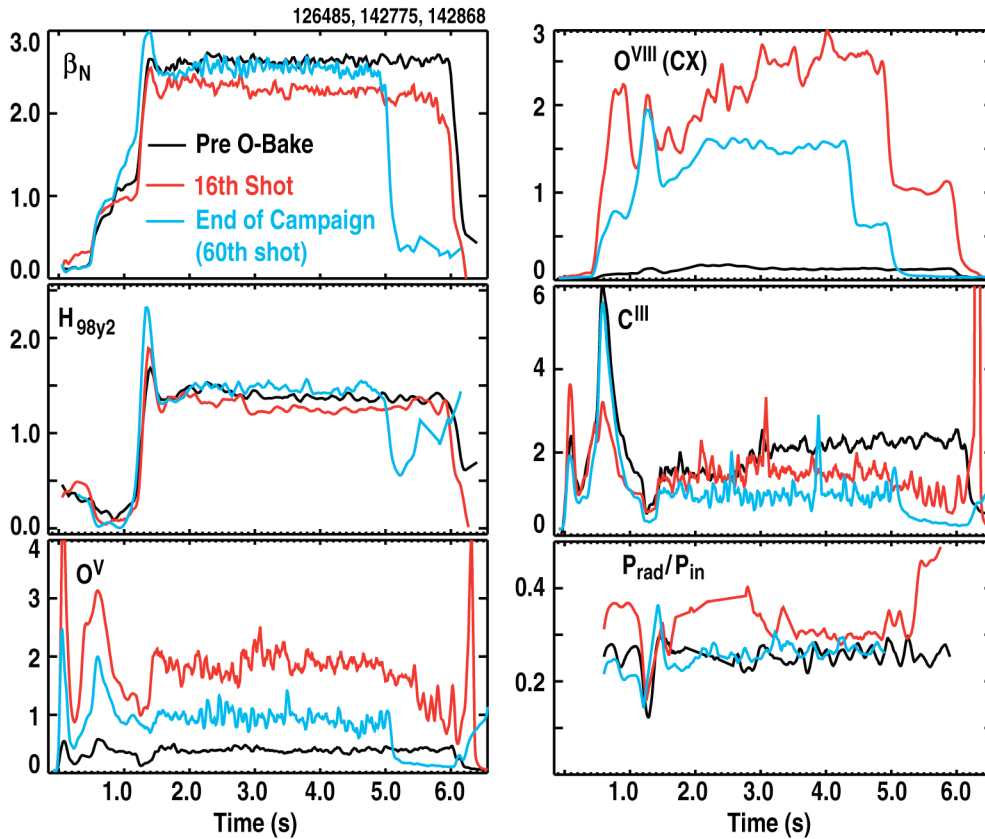 126485, 142775, 142868
3.0
2.0
1.0
0.0
βN
Pre O-Bake
16th Shot
End of Campaign
(60th shot)
2.0
1.0
0.0
H98y2
4
3
2
1
0
OV
1.0 2.0 3.0 4.0 5.0 6.0
Time (s)
3
2
1
0
OVIII (CX)
6
4
2
0
CIII
0.4
0.2
Prad/Pin
1.0 2.0 3.0 4.0 5.0 6.0
Time (s)